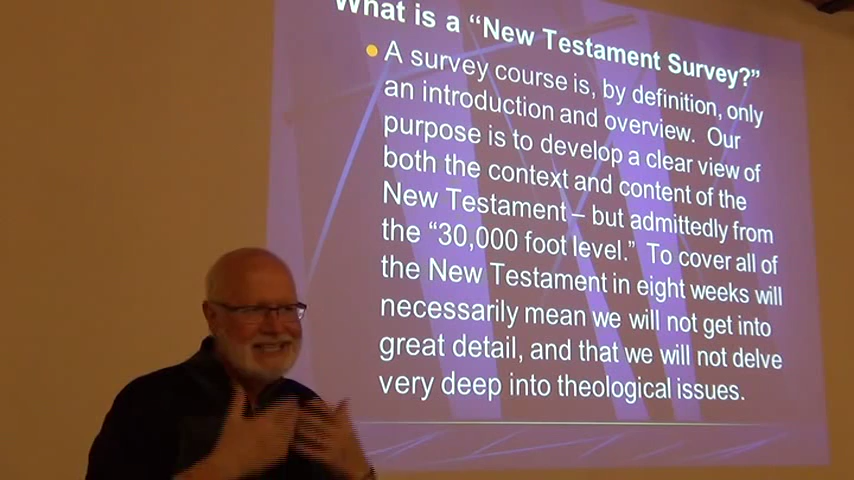 What is a “New Testament Survey?”
A survey course is, by definition, only
an introduction and overview. Our
purpose is to develop a clear view of
both the context and content of the
New Testament – but admittedly from
the “30,000 foot level.” To cover all of
the New Testament in eight weeks will
necessarily mean we will not get into
great detail, and that we will not delve
very deep into theological issues.